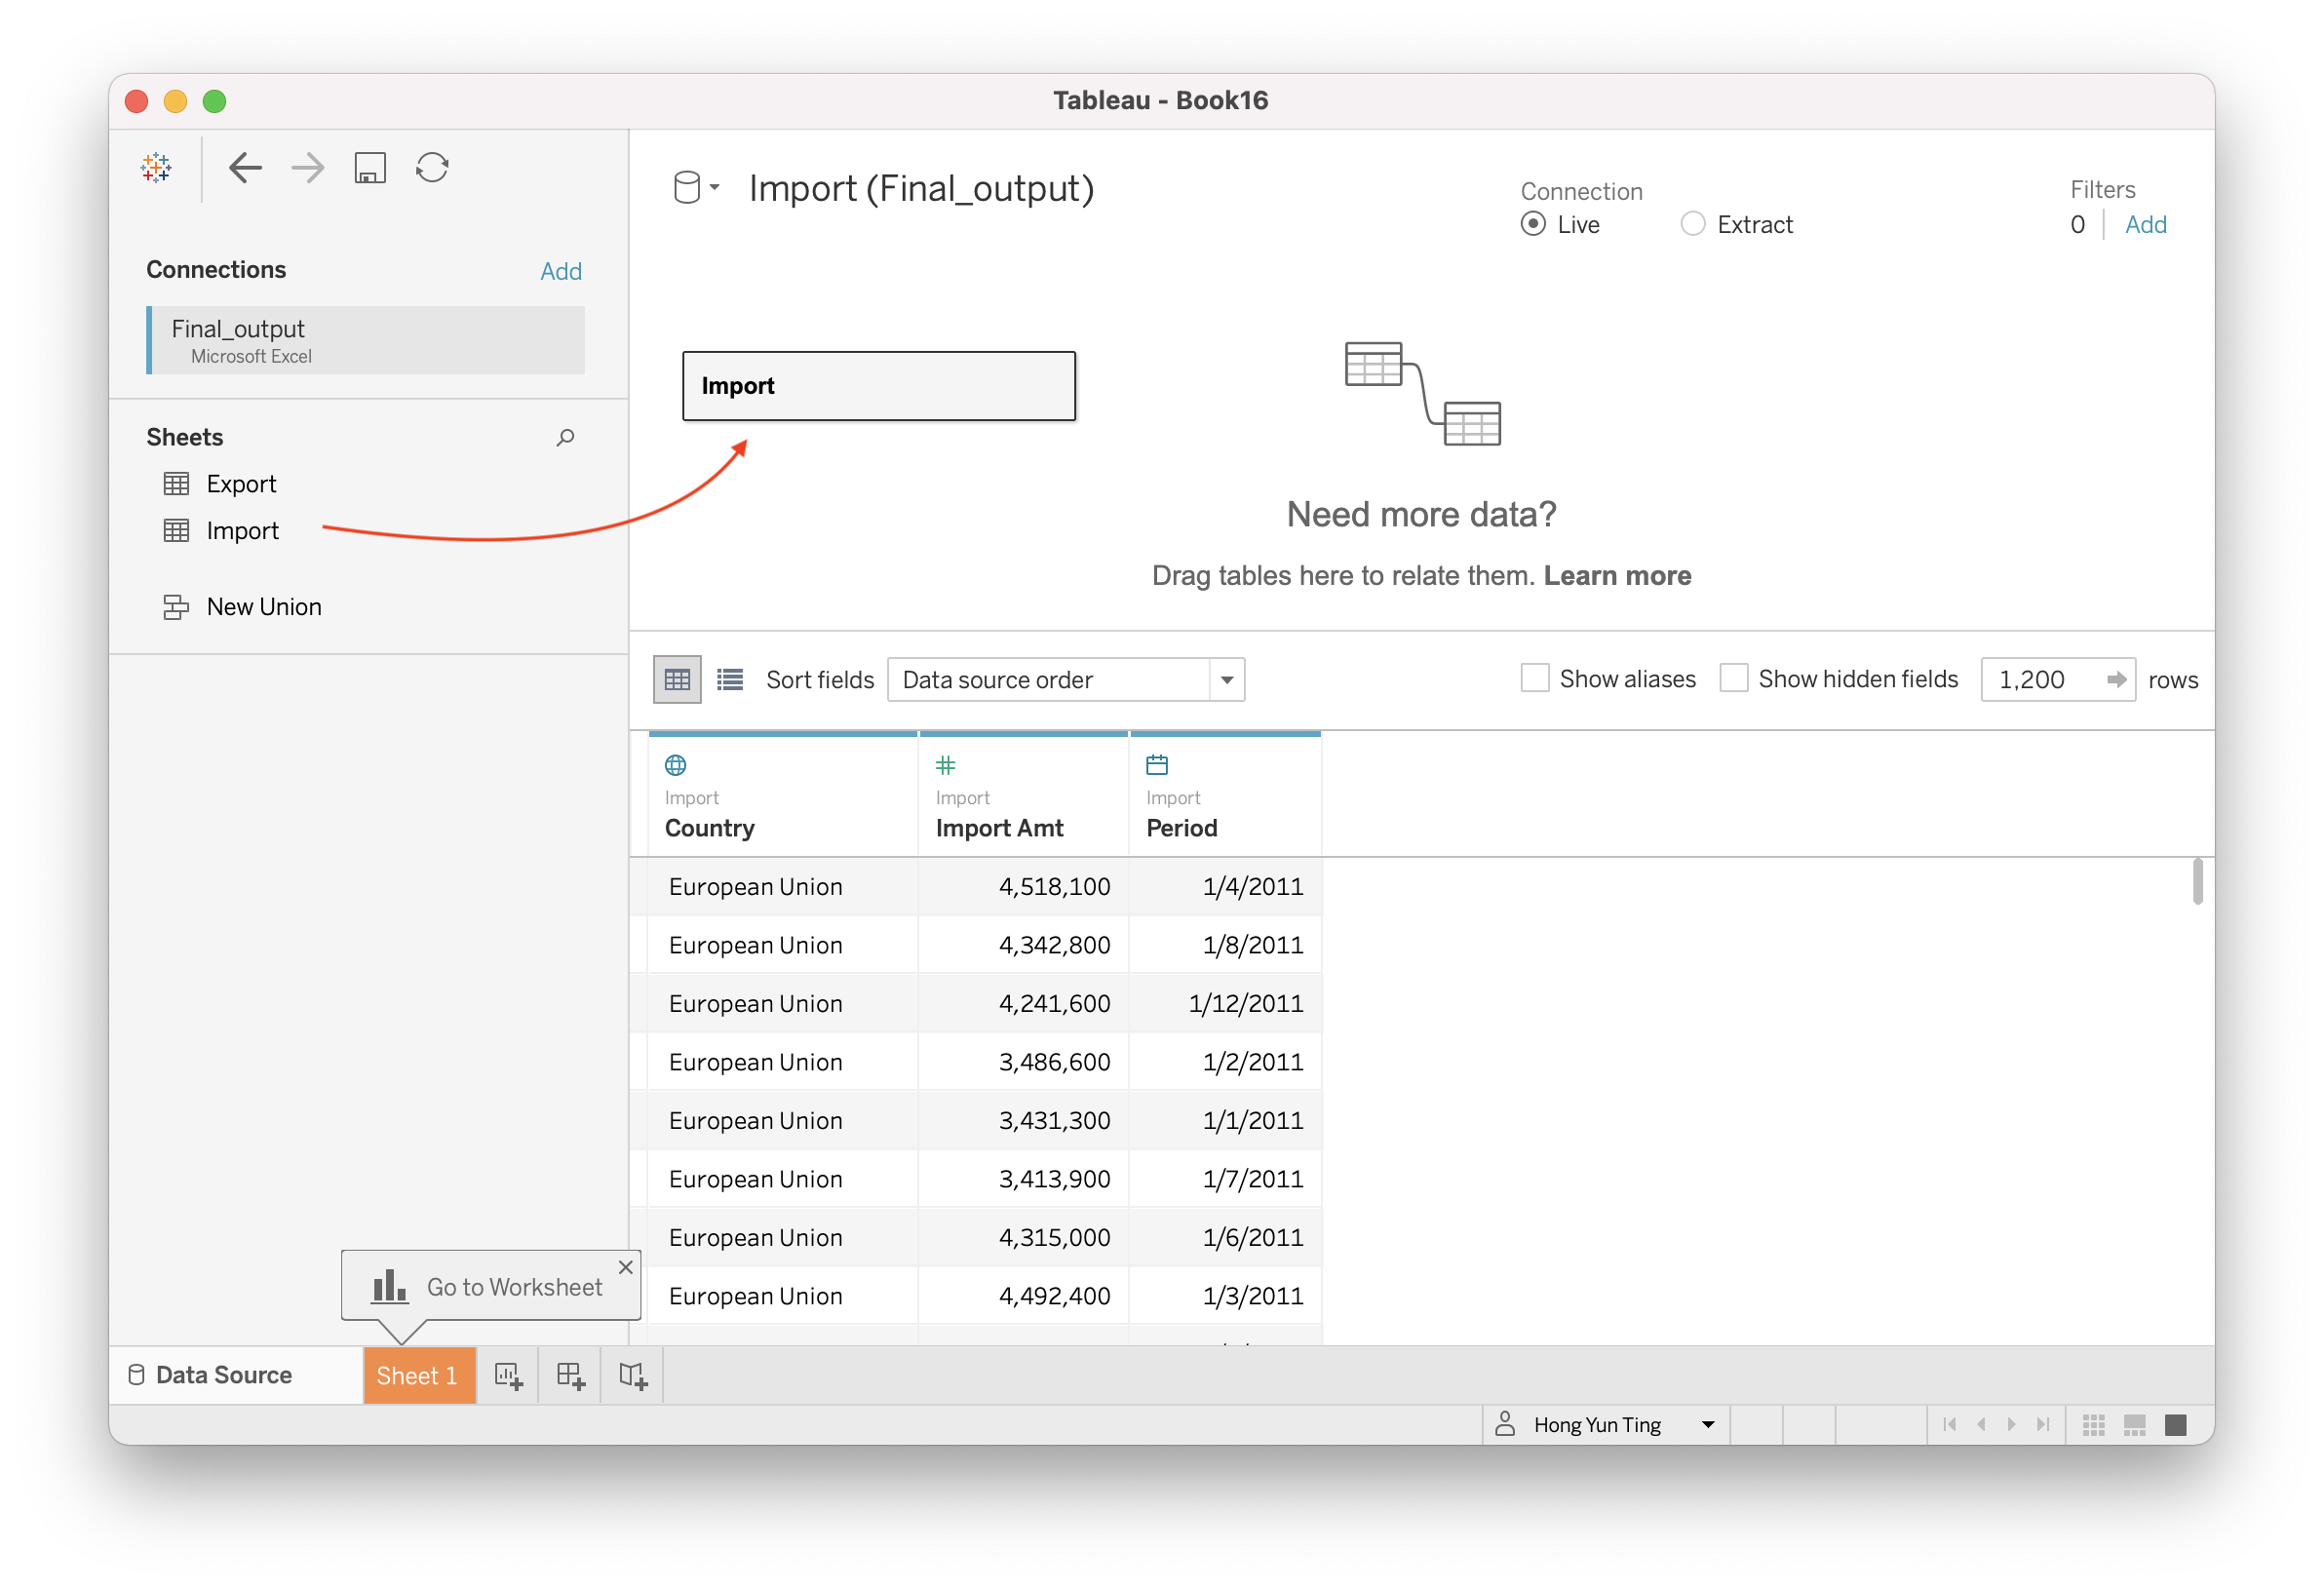 Tableau - Book16
Import (Final_output)
Connection
Live
Extract
Filters
0
Add
Connections
Add
Final_output
Microsoft Excel
Sheets
Export
Import
New Union
Import
Need more data?
Drag tables here to relate them. Learn more
Sort fields
Data source order
Show aliases
Show hidden fields
1,200
rows
Import Import Import
Country Import Amt Period
European Union 4,518,100 1/4/2011
European Union 4,342,800 1/8/2011
European Union 4,241,600 1/12/2011
European Union 3,486,600 1/2/2011
European Union 3,431,300 1/1/2011
European Union 3,413,900 1/7/2011
European Union 4,315,000 1/6/2011
European Union 4,492,400 1/3/2011
Go to Worksheet
Data Source
Sheet 1
Hong Yun Ting